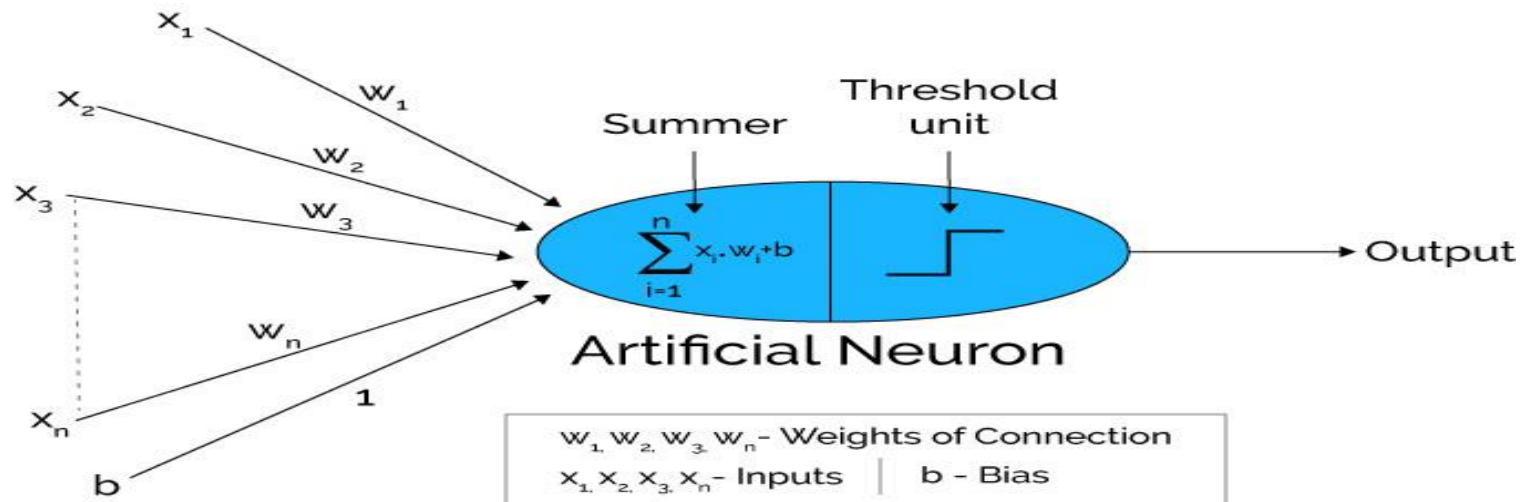 x₁
w₁
x₂
w₂
x₃
w₃
wₙ
xₙ
1
b
Summer
Threshold
unit
n
∑ xᵢ.wᵢ+b
i=1
Output
Artificial Neuron
w₁, w₂, w₃, wₙ- Weights of Connection
x₁, x₂, x₃, xₙ- Inputs | b - Bias